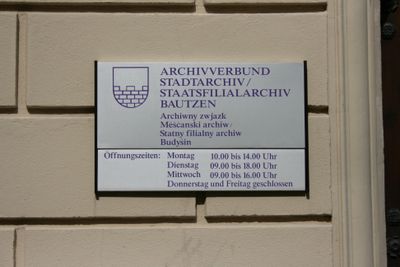 ARCHIVVERBUND
STADTARCHIV/
STAATSFILIALARCHIV
BAUTZEN
Archiwny zwjazk
Měšćanski archiw/
Statny filialny archiw
Budyšin
Öffnungszeiten: Montag 10.00 bis 14.00 Uhr
Dienstag 09.00 bis 18.00 Uhr
Mittwoch 09.00 bis 16.00 Uhr
Donnerstag und Freitag geschlossen